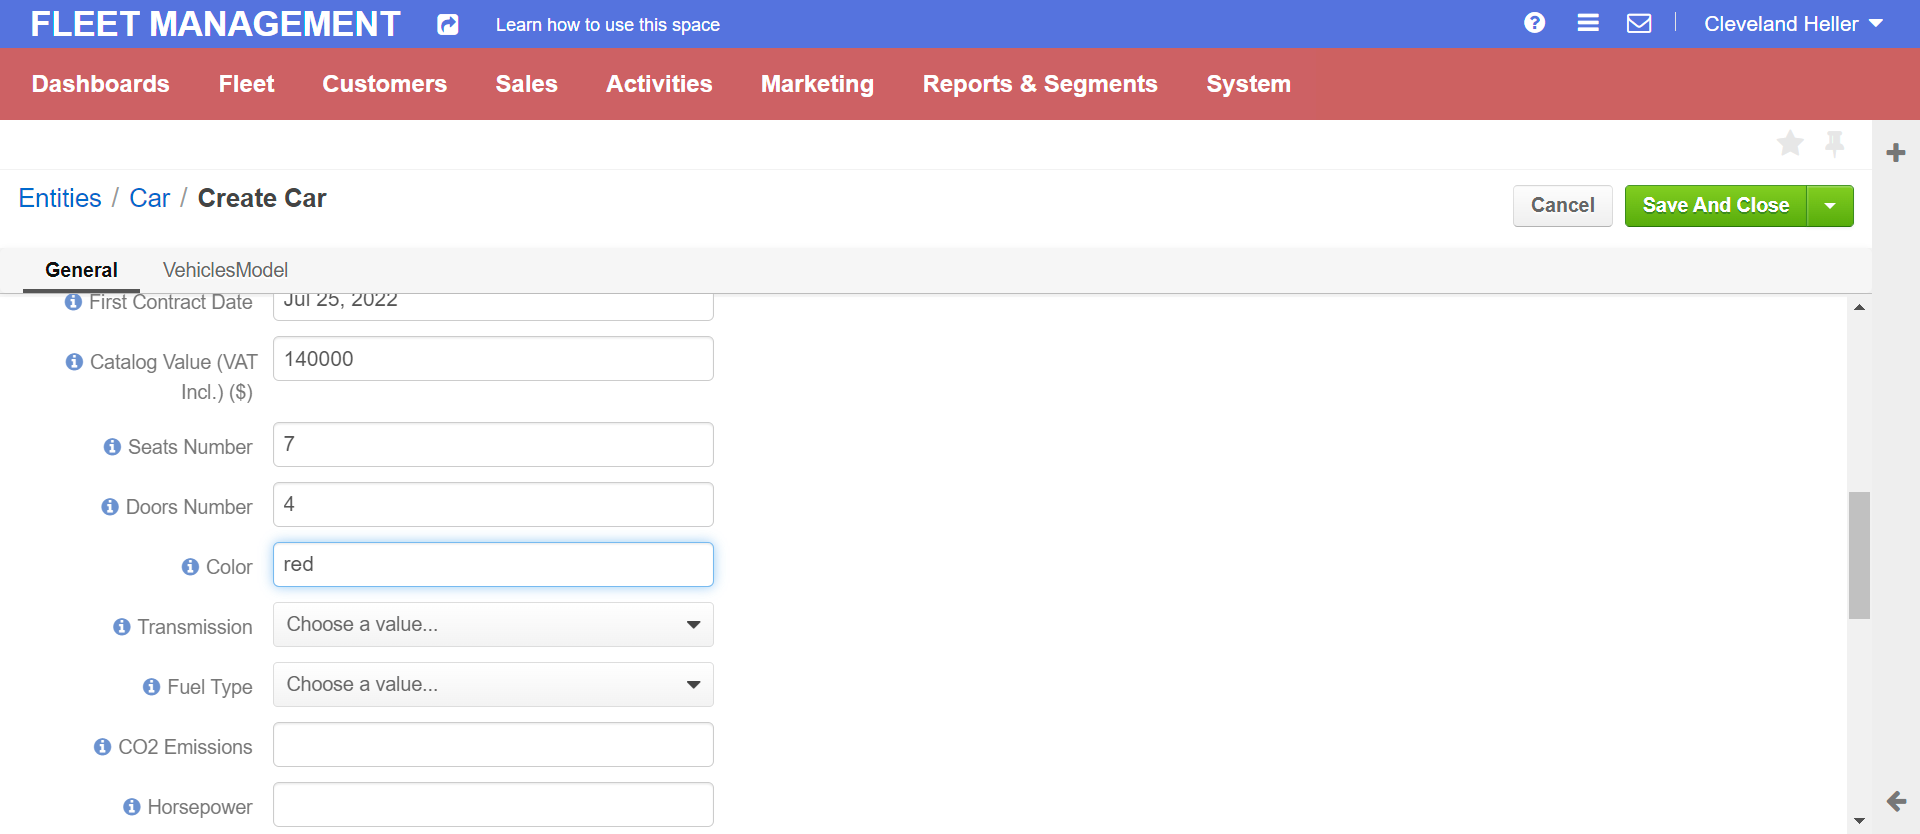 FLEET MANAGEMENT
Learn how to use this space
Cleveland Heller
Dashboards Fleet Customers Sales Activities Marketing Reports & Segments System
Entities / Car / Create Car
Cancel
Save And Close
General VehiclesModel
First Contract Date Jul 25, 2022
Catalog Value (VAT 140000
Incl.) ($)
Seats Number 7
Doors Number 4
Color red
Transmission Choose a value...
Fuel Type Choose a value...
CO2 Emissions
Horsepower